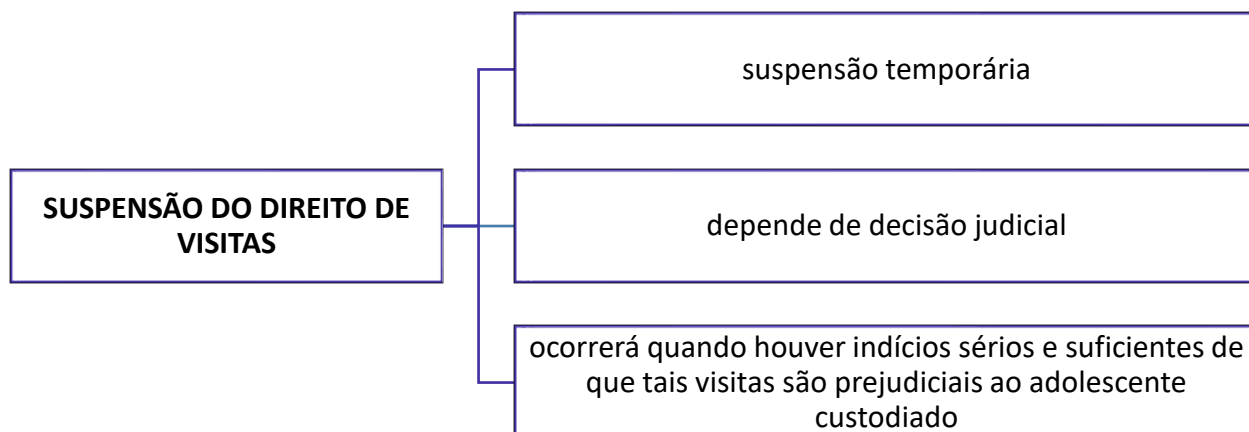 suspensão temporária
SUSPENSÃO DO DIREITO DE
VISITAS
depende de decisão judicial
ocorrerá quando houver indícios sérios e suficientes de
que tais visitas são prejudiciais ao adolescente
custodiado